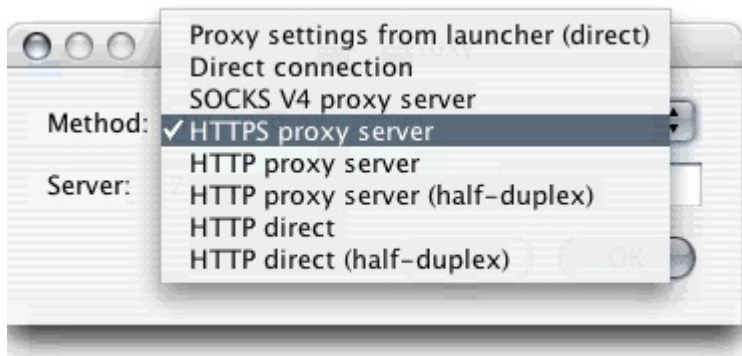 Proxy settings from launcher (direct)
Direct connection
SOCKS V4 proxy server
Method: ✓ HTTPS proxy server
HTTP proxy server
Server:
HTTP proxy server (half-duplex)
HTTP direct
HTTP direct (half-duplex)
OK